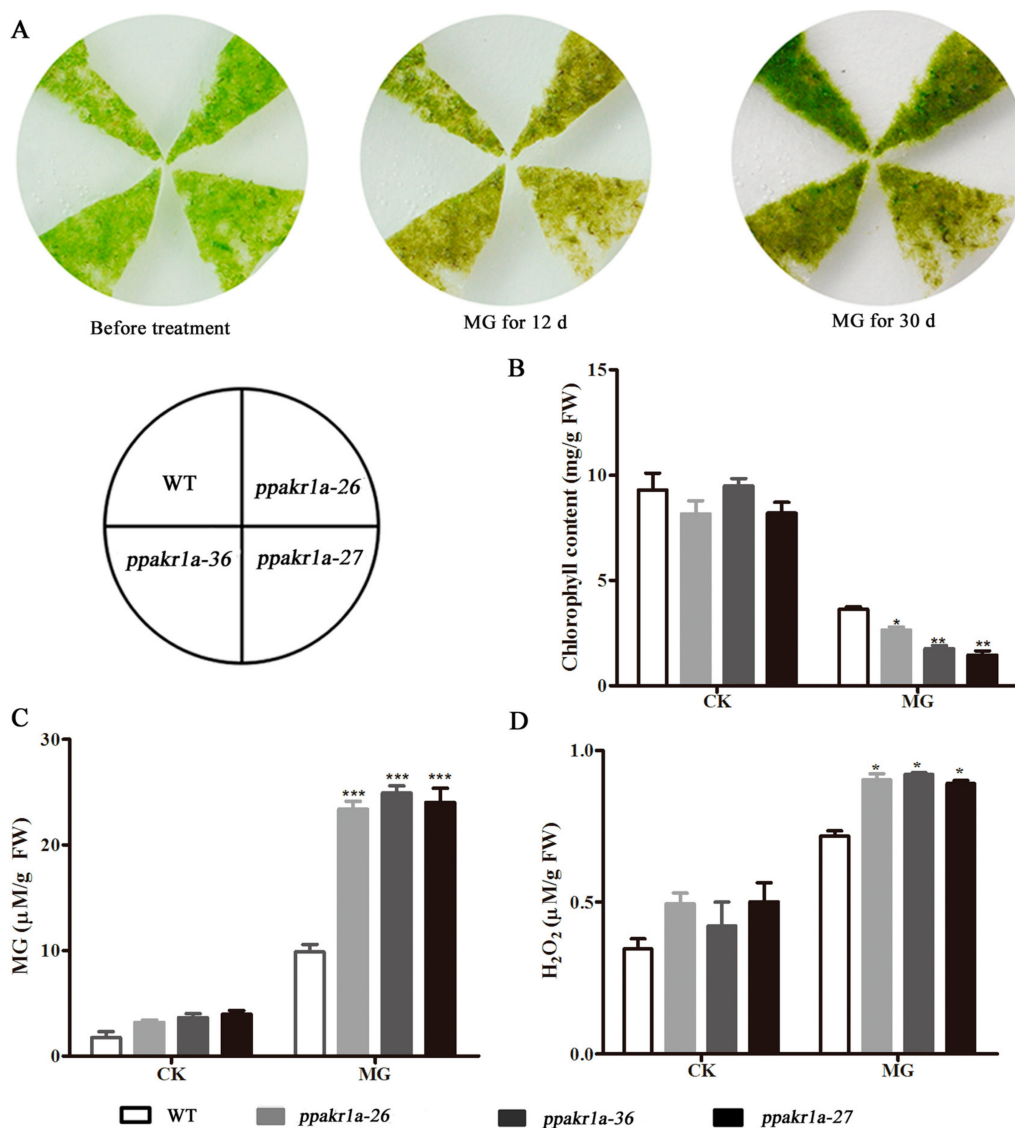 A
Before treatment
MG for 12 d
MG for 30 d
WT
ppakr1a-26
ppakr1a-36
ppakr1a-27
B
Chlorophyll content (mg/g FW)
15
10
5
0
*
**
**
CK
MG
C
MG (μM/g FW)
30
20
10
0
***
***
***
CK
MG
D
H₂O₂ (μM/g FW)
1.0
0.5
0.0
*
*
*
CK
MG
WT
ppakr1a-26
ppakr1a-36
ppakr1a-27